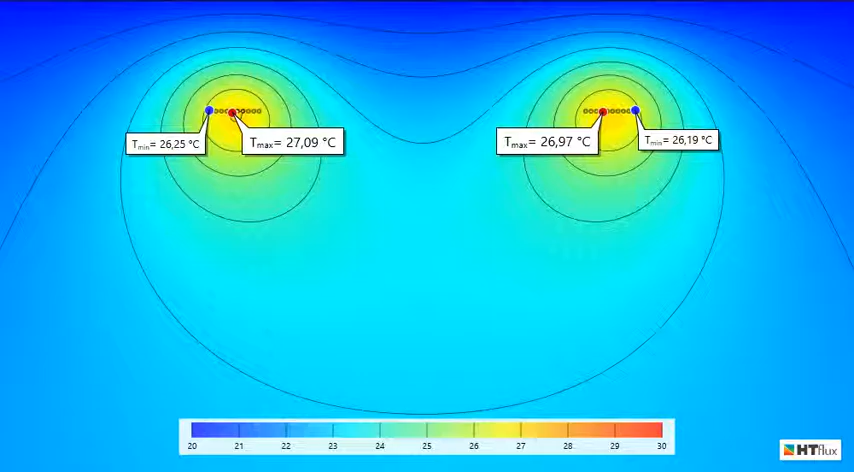 Tmin= 26,25 °C
Tmax= 27,09 °C
Tmax= 26,97 °C
Tmin= 26,19 °C
20 21 22 23 24 25 26 27 28 29 30
HTflux